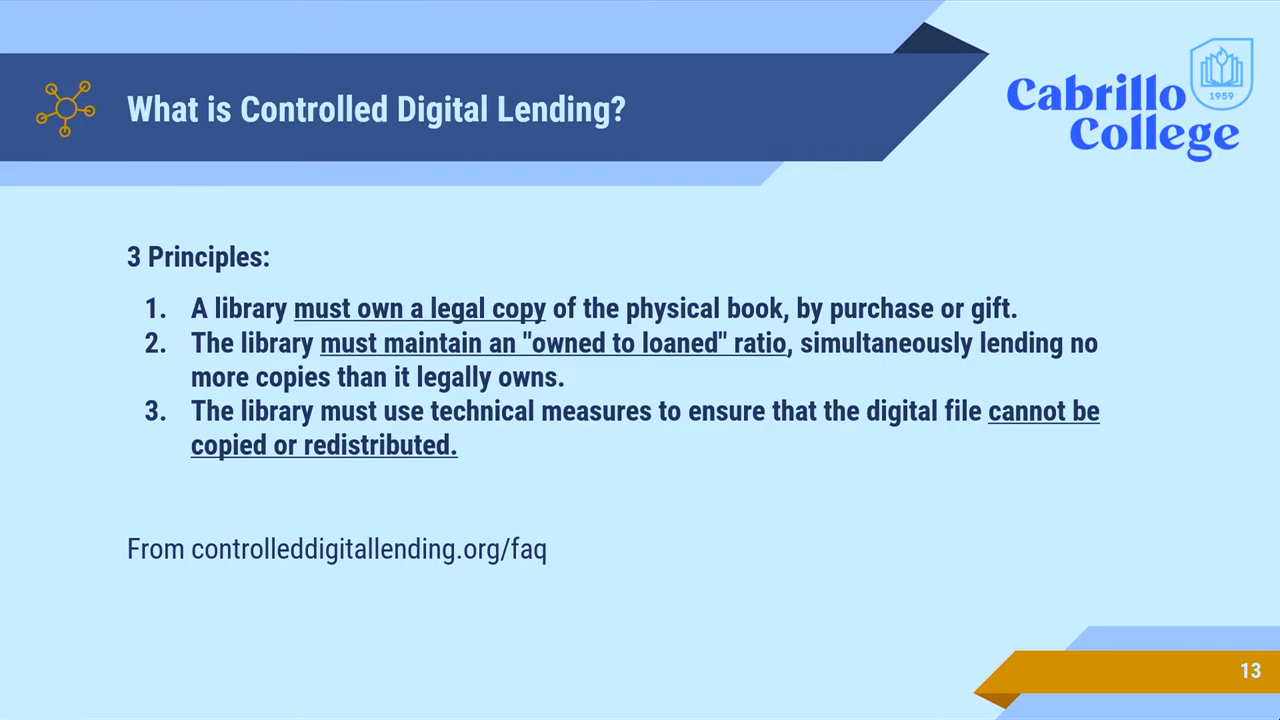 What is Controlled Digital Lending?
Cabrillo
College
1959
3 Principles:
1. A library must own a legal copy of the physical book, by purchase or gift.
2. The library must maintain an "owned to loaned" ratio, simultaneously lending no
more copies than it legally owns.
3. The library must use technical measures to ensure that the digital file cannot be
copied or redistributed.
From controlleddigitallending.org/faq
13